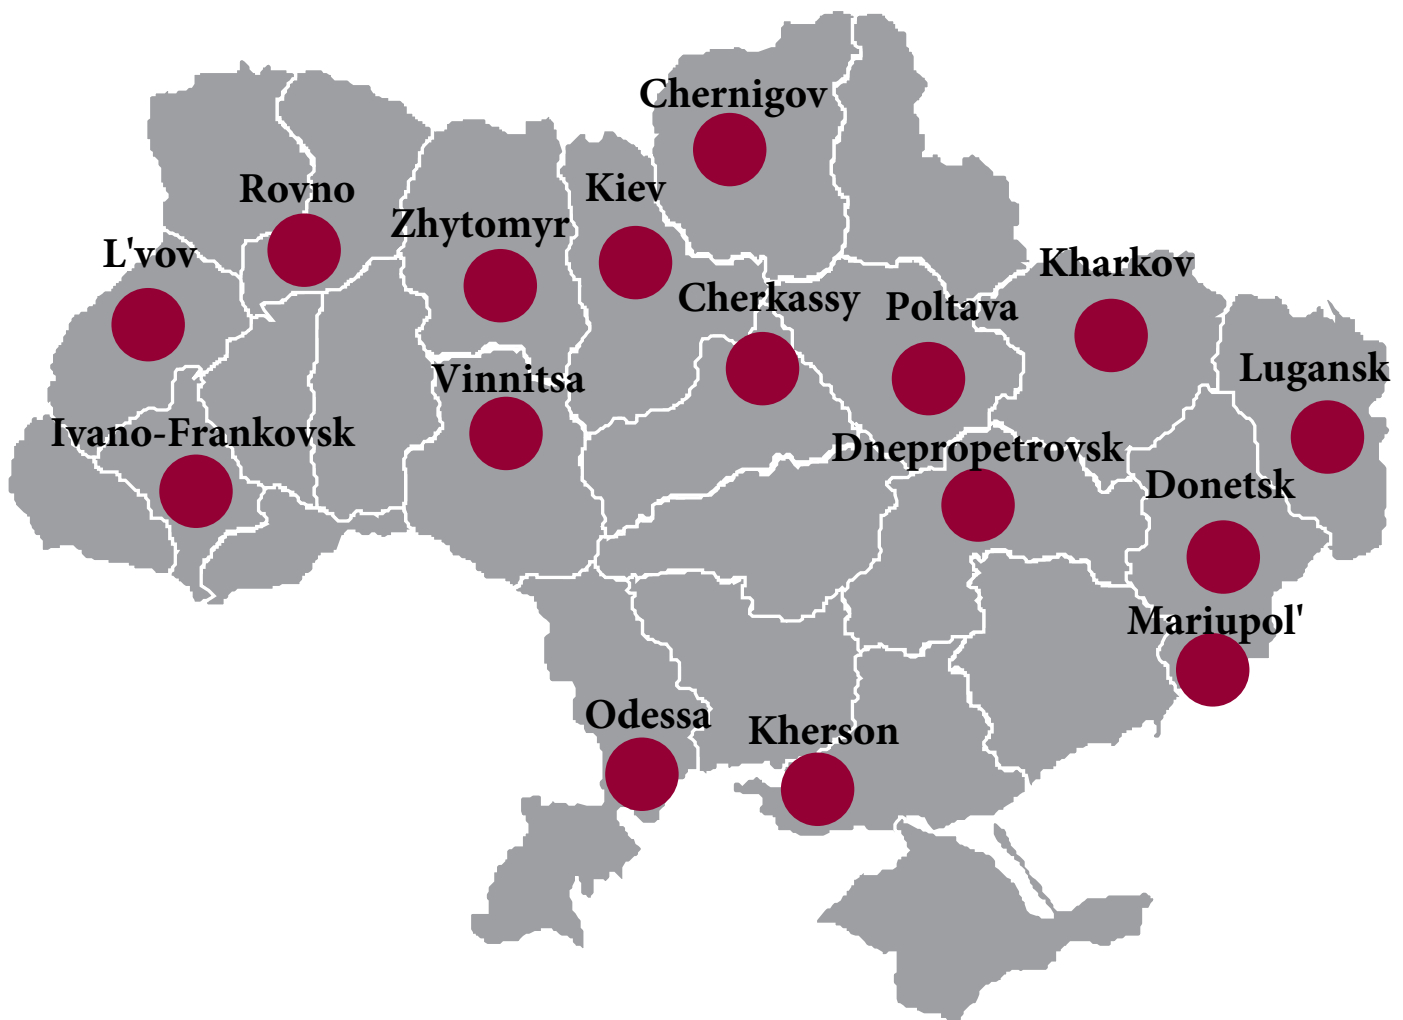 Chernigov
Rovno
Kiev
Zhytomyr
L'vov
Kharkov
Cherkassy
Poltava
Lugansk
Vinnitsa
Ivano-Frankovsk
Dnepropetrovsk
Donetsk
Mariupol'
Odessa
Kherson